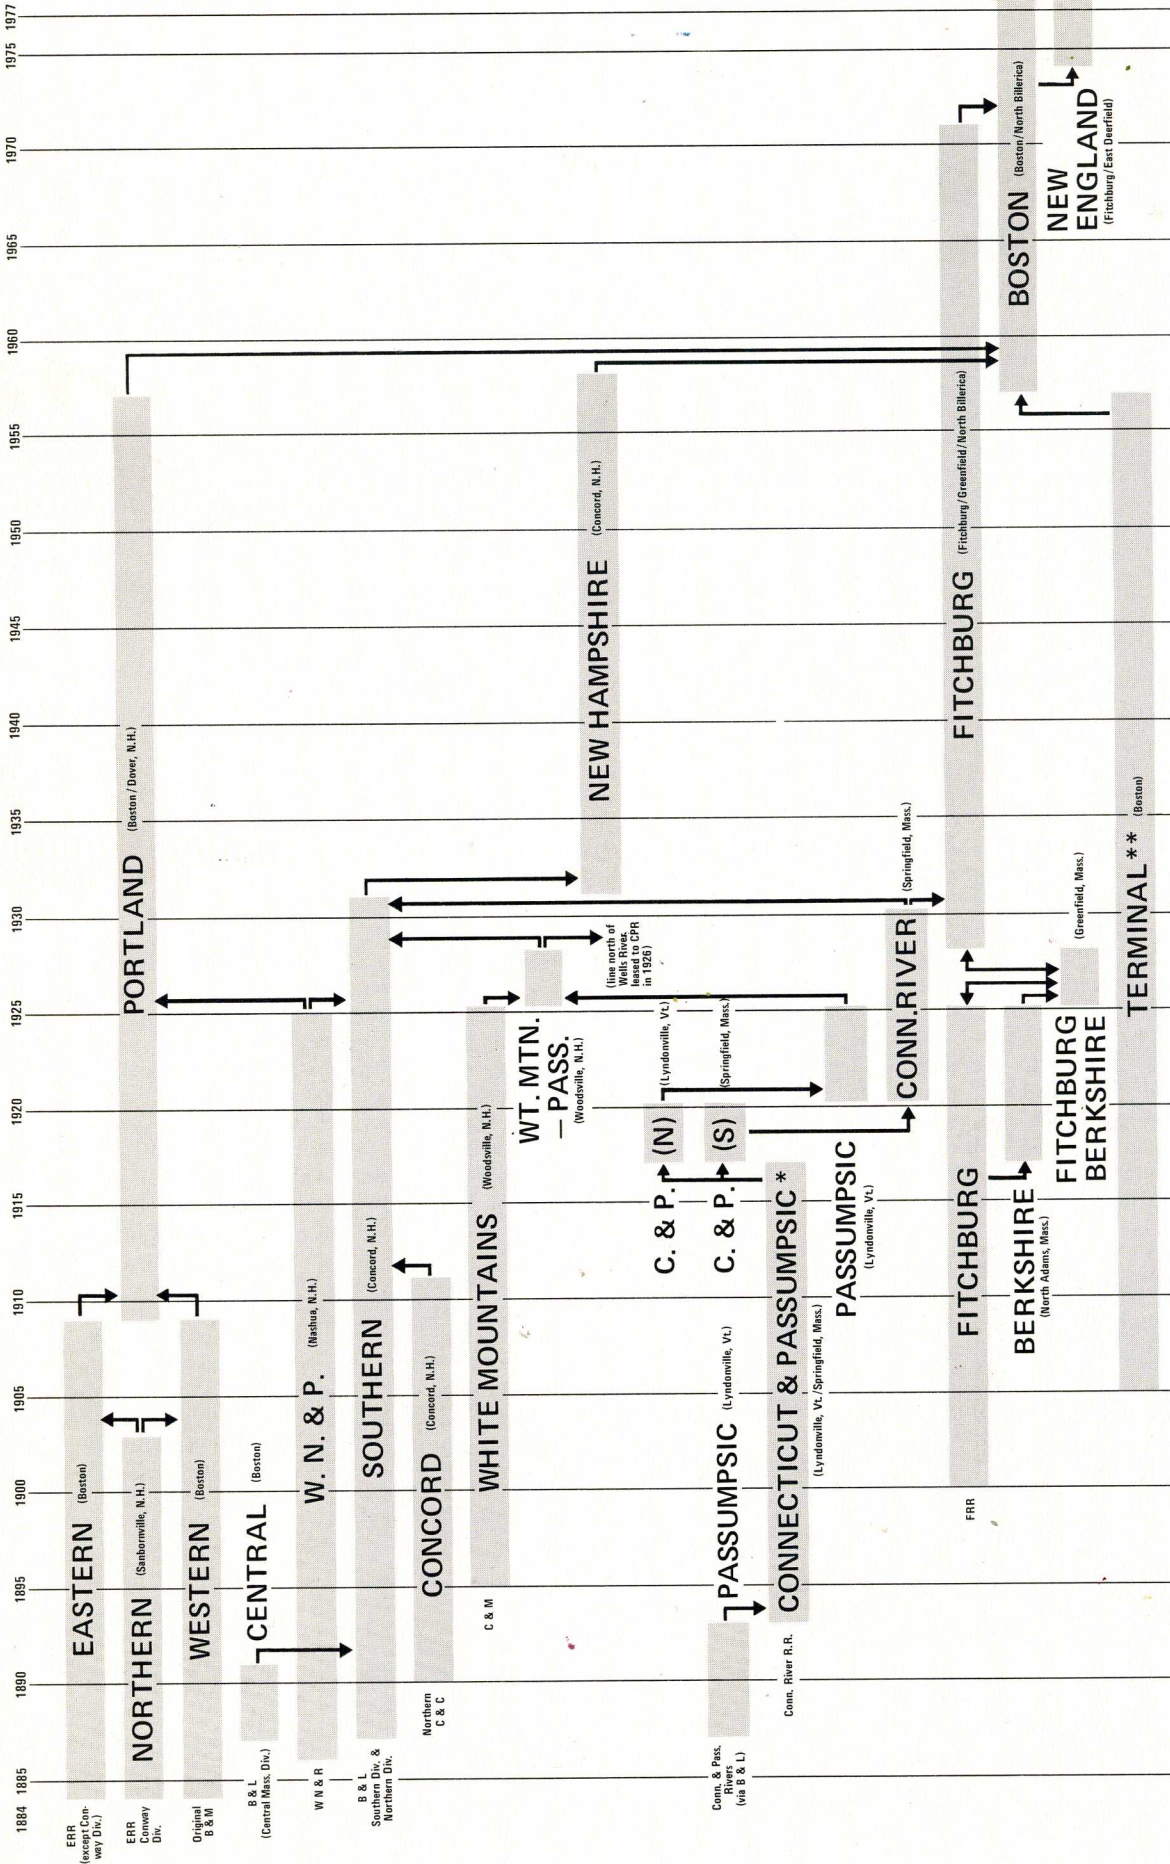 1884
1885
1890
1895
1900
1905
1910
1915
1920
1925
1930
1935
1940
1945
1950
1955
1960
1965
1970
1975
1977
ERR
(except Con-
way Div.)
EASTERN (Boston)
ERR
Conway
Div.
NORTHERN (Sanbornville, N.H.)
PORTLAND (Boston / Dover, N.H.)
Original
B & M
WESTERN (Boston)
B & L
(Central Mass. Div.)
CENTRAL (Boston)
W N & R
W. N. & P. (Nashua, N.H.)
B & L
Southern Div. &
Northern Div.
SOUTHERN (Concord, N.H.)
Northern
C & C
CONCORD (Concord, N.H.)
C & M
WHITE MOUNTAINS (Woodsville, N.H.)
WT. MTN.
— PASS.
(Woodsville, N.H.)
NEW HAMPSHIRE (Concord, N.H.)
(line north of
Wells River
leased to CPR
in 1926)
C. & P. (N) (Lyndonville, Vt.)
Conn. & Pass.
Rivers
(via B & L)
PASSUMPSIC (Lyndonville, Vt.)
C. & P. (S) (Springfield, Mass.)
Conn. River R.R.
CONNECTICUT & PASSUMPSIC *
(Lyndonville, Vt. / Springfield, Mass.)
PASSUMPSIC
(Lyndonville, Vt.)
CONN. RIVER (Springfield, Mass.)
FRR
FITCHBURG
FITCHBURG (Fitchburg / Greenfield / North Billerica)
BERKSHIRE
(North Adams, Mass.)
BOSTON (Boston / North Billerica)
FITCHBURG
BERKSHIRE
(Greenfield, Mass.)
NEW
ENGLAND
(Fitchburg / East Deerfield)
TERMINAL** (Boston)